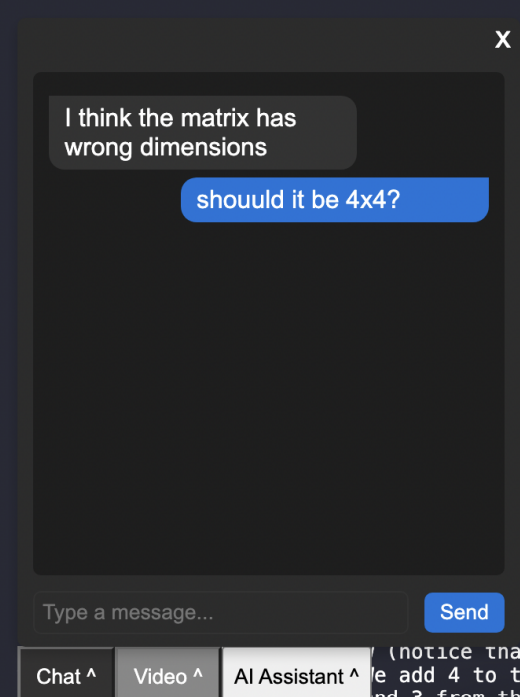 X
I think the matrix has
wrong dimensions
shouuld it be 4x4?
Type a message...
Send
(notice tha
Chat ^ Video ^ AI Assistant ^
e add 4 to t
3 from th